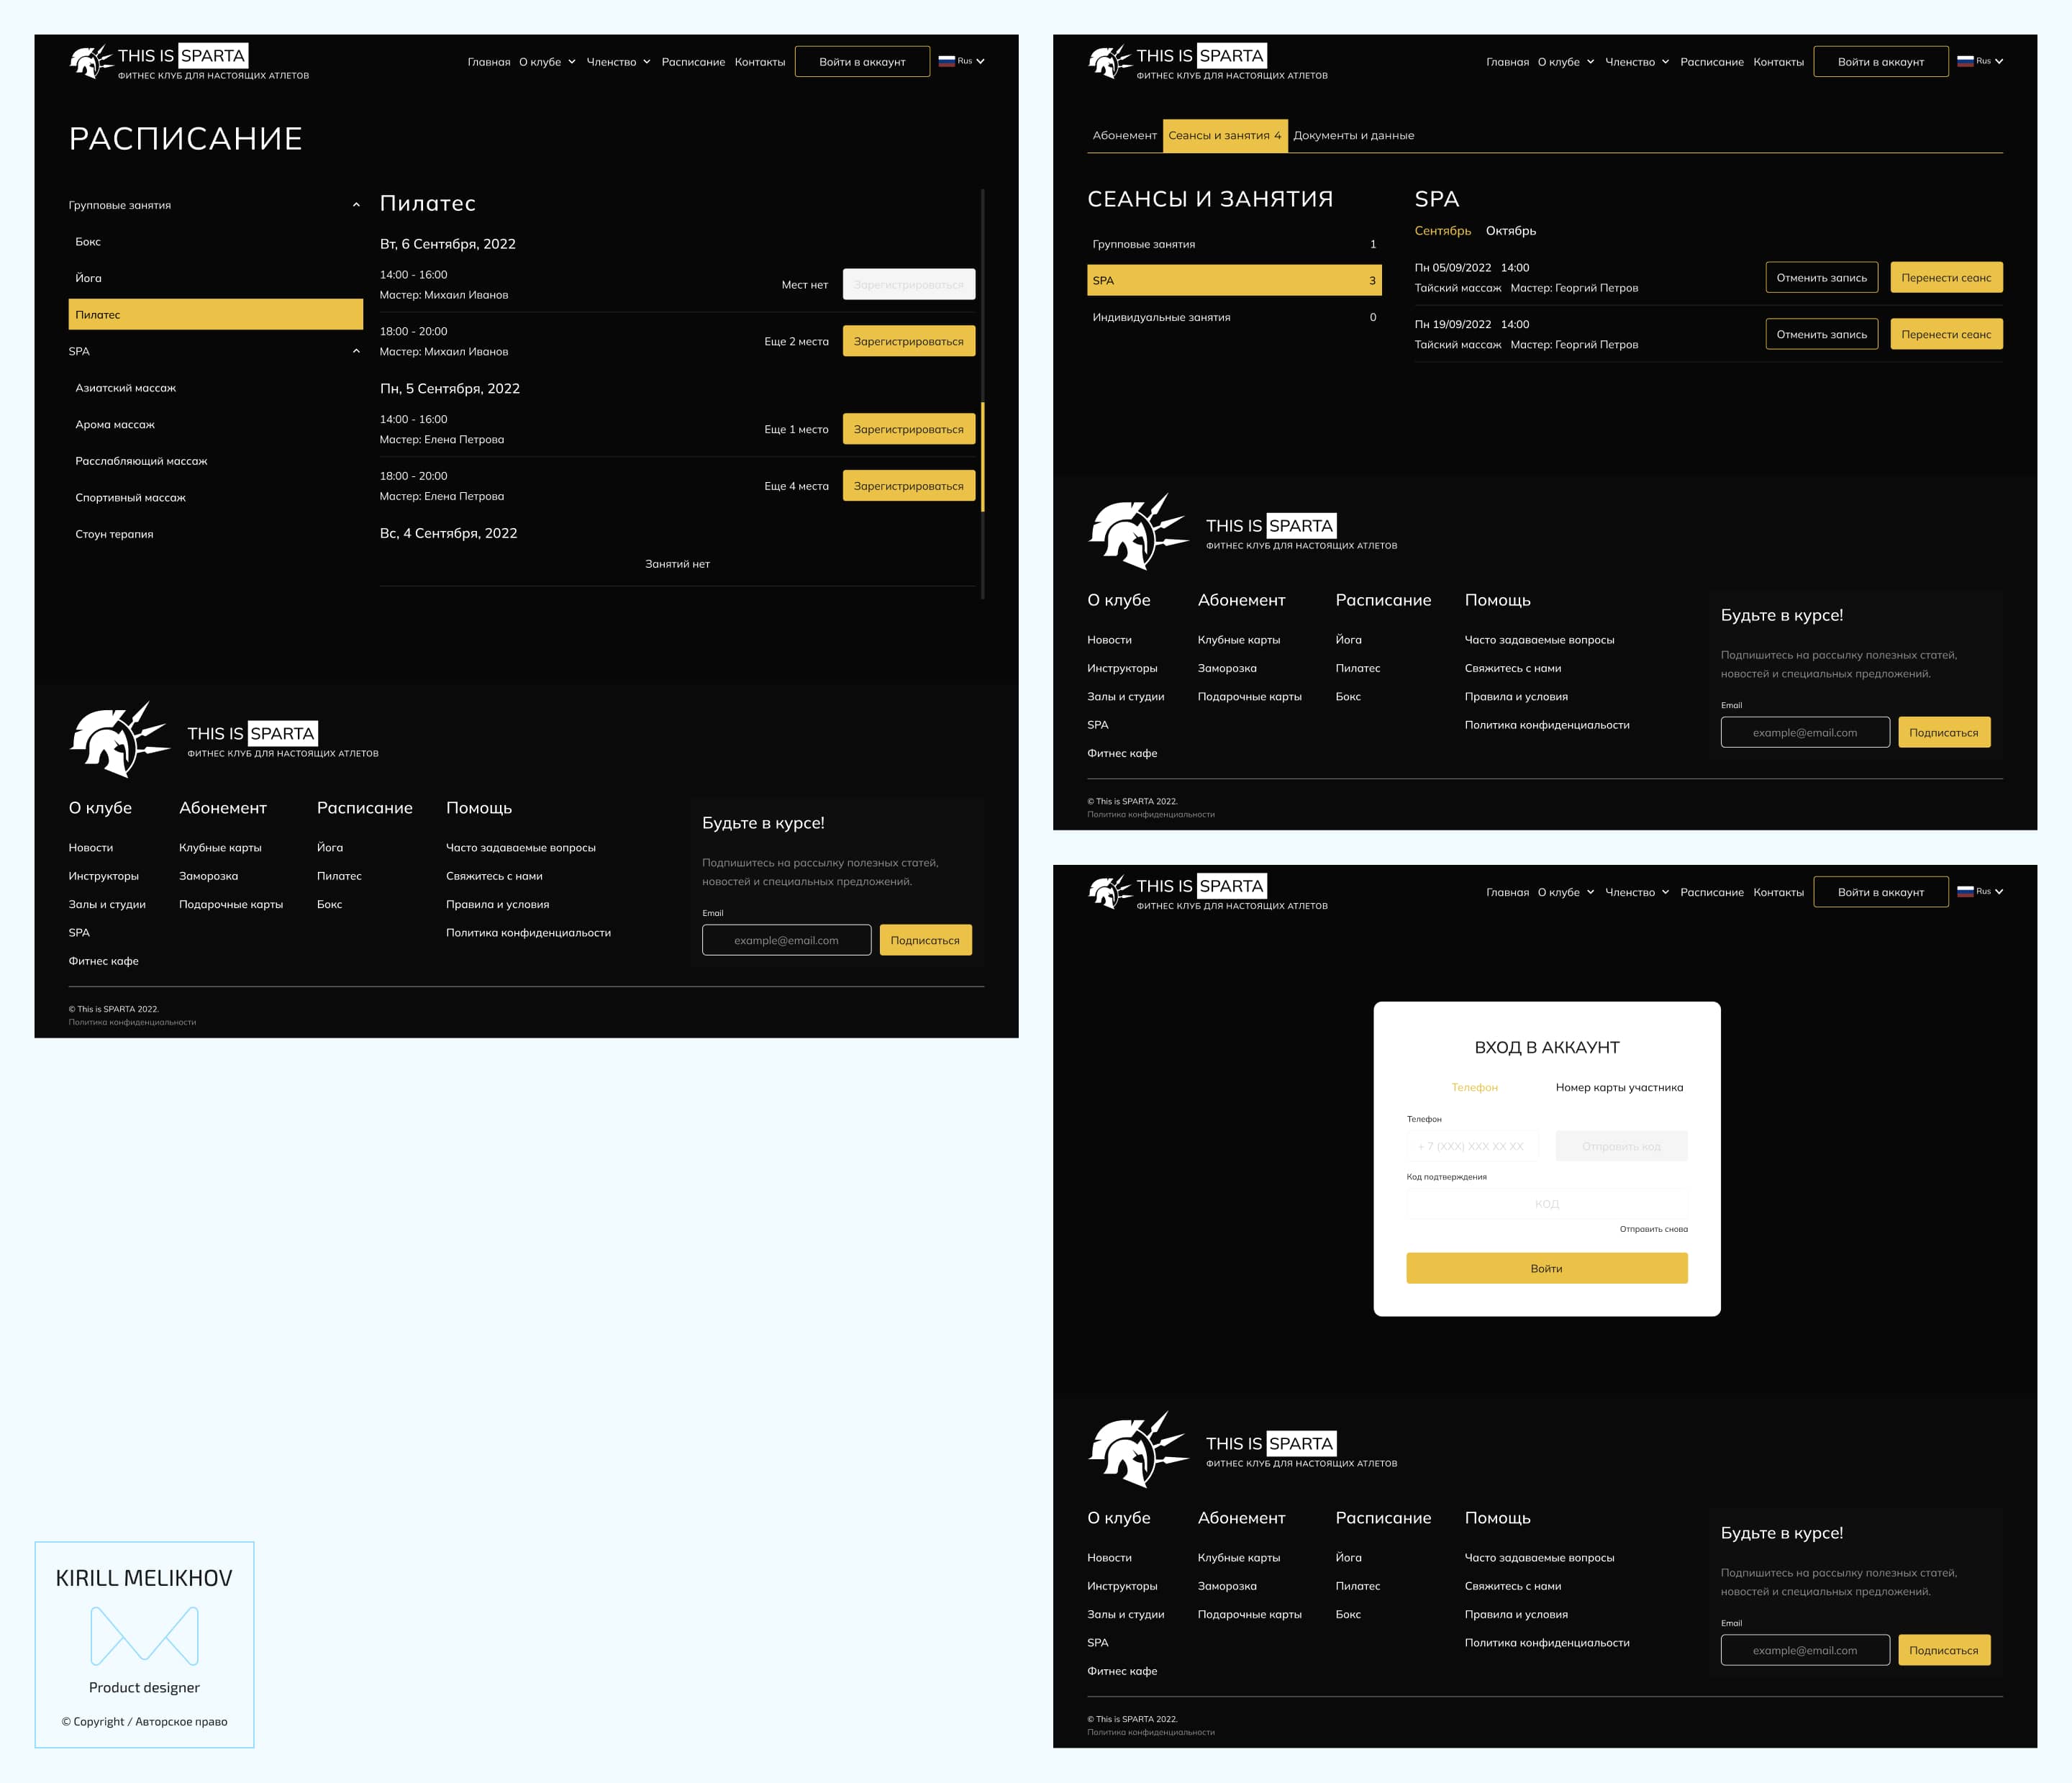 THIS IS SPARTA
ФИТНЕС КЛУБ ДЛЯ НАСТОЯЩИХ АТЛЕТОВ
Главная О клубе Членство Расписание Контакты Войти в аккаунт Rus
РАСПИСАНИЕ
Групповые занятия
Бокс
Йога
Пилатес
SPA
Азиатский массаж
Арома массаж
Расслабляющий массаж
Спортивный массаж
Стоун терапия
Пилатес
Вт, 6 Сентября, 2022
14:00 - 16:00
Мастер: Михаил Иванов
Мест нет Зарегистрироваться
18:00 - 20:00
Мастер: Михаил Иванов
Еще 2 места Зарегистрироваться
Пн, 5 Сентября, 2022
14:00 - 16:00
Мастер: Елена Петрова
Еще 1 место Зарегистрироваться
18:00 - 20:00
Мастер: Елена Петрова
Еще 4 места Зарегистрироваться
Вс, 4 Сентября, 2022
Занятий нет
THIS IS SPARTA
ФИТНЕС КЛУБ ДЛЯ НАСТОЯЩИХ АТЛЕТОВ
О клубе
Новости
Инструкторы
Залы и студии
SPA
Фитнес кафе
Абонемент
Клубные карты
Заморозка
Подарочные карты
Расписание
Йога
Пилатес
Бокс
Помощь
Часто задаваемые вопросы
Свяжитесь с нами
Правила и условия
Политика конфиденциальости
Будьте в курсе!
Подпишитесь на рассылку полезных статей,
новостей и специальных предложений.
Email
example@email.com Подписаться
© This is SPARTA 2022.
Политика конфиденциальности
THIS IS SPARTA
ФИТНЕС КЛУБ ДЛЯ НАСТОЯЩИХ АТЛЕТОВ
Главная О клубе Членство Расписание Контакты Войти в аккаунт Rus
Абонемент Сеансы и занятия 4 Документы и данные
СЕАНСЫ И ЗАНЯТИЯ
Групповые занятия 1
SPA 3
Индивидуальные занятия 0
SPA
Сентябрь Октябрь
Пн 05/09/2022 14:00
Тайский массаж Мастер: Георгий Петров
Отменить запись Перенести сеанс
Пн 19/09/2022 14:00
Тайский массаж Мастер: Георгий Петров
Отменить запись Перенести сеанс
THIS IS SPARTA
ФИТНЕС КЛУБ ДЛЯ НАСТОЯЩИХ АТЛЕТОВ
О клубе
Новости
Инструкторы
Залы и студии
SPA
Фитнес кафе
Абонемент
Клубные карты
Заморозка
Подарочные карты
Расписание
Йога
Пилатес
Бокс
Помощь
Часто задаваемые вопросы
Свяжитесь с нами
Правила и условия
Политика конфиденциальости
Будьте в курсе!
Подпишитесь на рассылку полезных статей,
новостей и специальных предложений.
Email
example@email.com Подписаться
© This is SPARTA 2022.
Политика конфиденциальности
THIS IS SPARTA
ФИТНЕС КЛУБ ДЛЯ НАСТОЯЩИХ АТЛЕТОВ
Главная О клубе Членство Расписание Контакты Войти в аккаунт Rus
ВХОД В АККАУНТ
Телефон Номер карты участника
Телефон
+ 7 (XXX) XXX XX XX Отправить код
Код подтверждения
КОД
Отправить снова
Войти
THIS IS SPARTA
ФИТНЕС КЛУБ ДЛЯ НАСТОЯЩИХ АТЛЕТОВ
О клубе
Новости
Инструкторы
Залы и студии
SPA
Фитнес кафе
Абонемент
Клубные карты
Заморозка
Подарочные карты
Расписание
Йога
Пилатес
Бокс
Помощь
Часто задаваемые вопросы
Свяжитесь с нами
Правила и условия
Политика конфиденциальости
Будьте в курсе!
Подпишитесь на рассылку полезных статей,
новостей и специальных предложений.
Email
example@email.com Подписаться
© This is SPARTA 2022.
Политика конфиденциальности
KIRILL MELIKHOV
Product designer
© Copyright / Авторское право